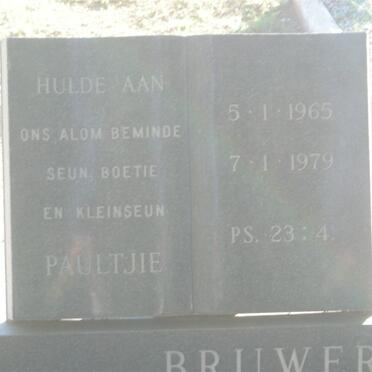 HULDE AAN
ONS ALOM BEMINDE
SEUN, BOETIE
EN KLEINSEUN
PAULTJIE
5 · 1 · 1965
7 · 1 · 1979
PS. 23 : 4.
BRUWER